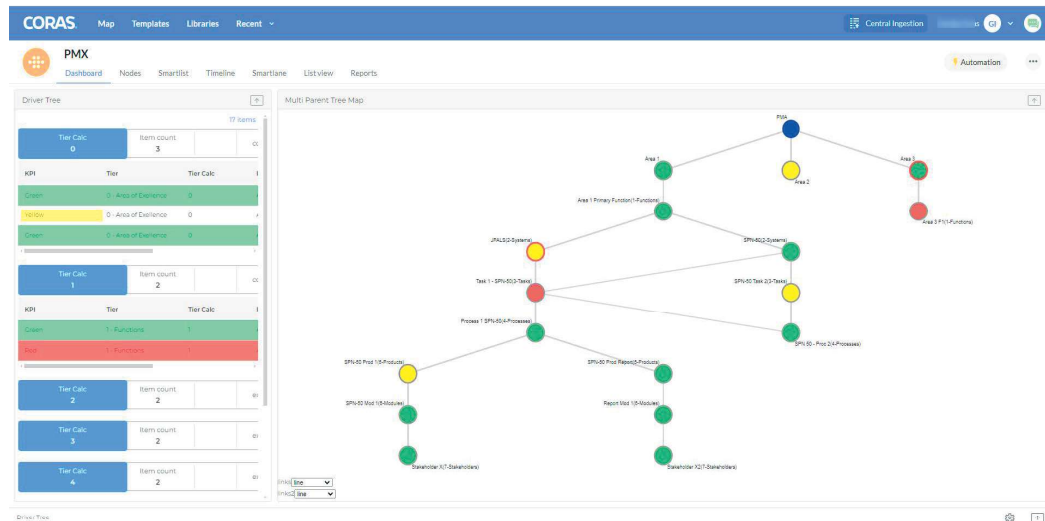 CORAS.
Map Templates Libraries Recent
Central Ingestion
GI
PMX
Dashboard Nodes Smartlist Timeline Smartlane List view Reports
Automation
Driver Tree
17 items
Tier Calc
0
Item count
3
KPI Tier Tier Calc
Green 0 - Area of Exellence 0
Yellow 0 - Area of Exellence 0
Green 0 - Area of Exellence 0
Tier Calc
1
Item count
2
KPI Tier Tier Calc
Green 1 - Functions 1
Red 1 - Functions 1
Tier Calc
2
Item count
2
Tier Calc
3
Item count
2
Tier Calc
4
Item count
2
Multi Parent Tree Map
PMA
Area 1
Area 2
Area 3
Area 1 Primary Function(1-Functions)
Area 3 F1(1-Functions)
JPALS(2-Systems)
SPN-50(2-Systems)
Task 1 - SPN-50(3-Tasks)
SPN-50 Task 2(3-Tasks)
Process 1 SPN-50(4-Processes)
SPN 50 - Proc 2(4-Processes)
SPN-50 Prod 1(5-Products)
SPN-50 Prod Report(5-Products)
SPN-50 Mod 1(6-Modules)
Report Mod 1(6-Modules)
Stakeholder X(7-Stakeholders)
Stakeholder X2(7-Stakeholders)
links line
links2 line
Driver Tree